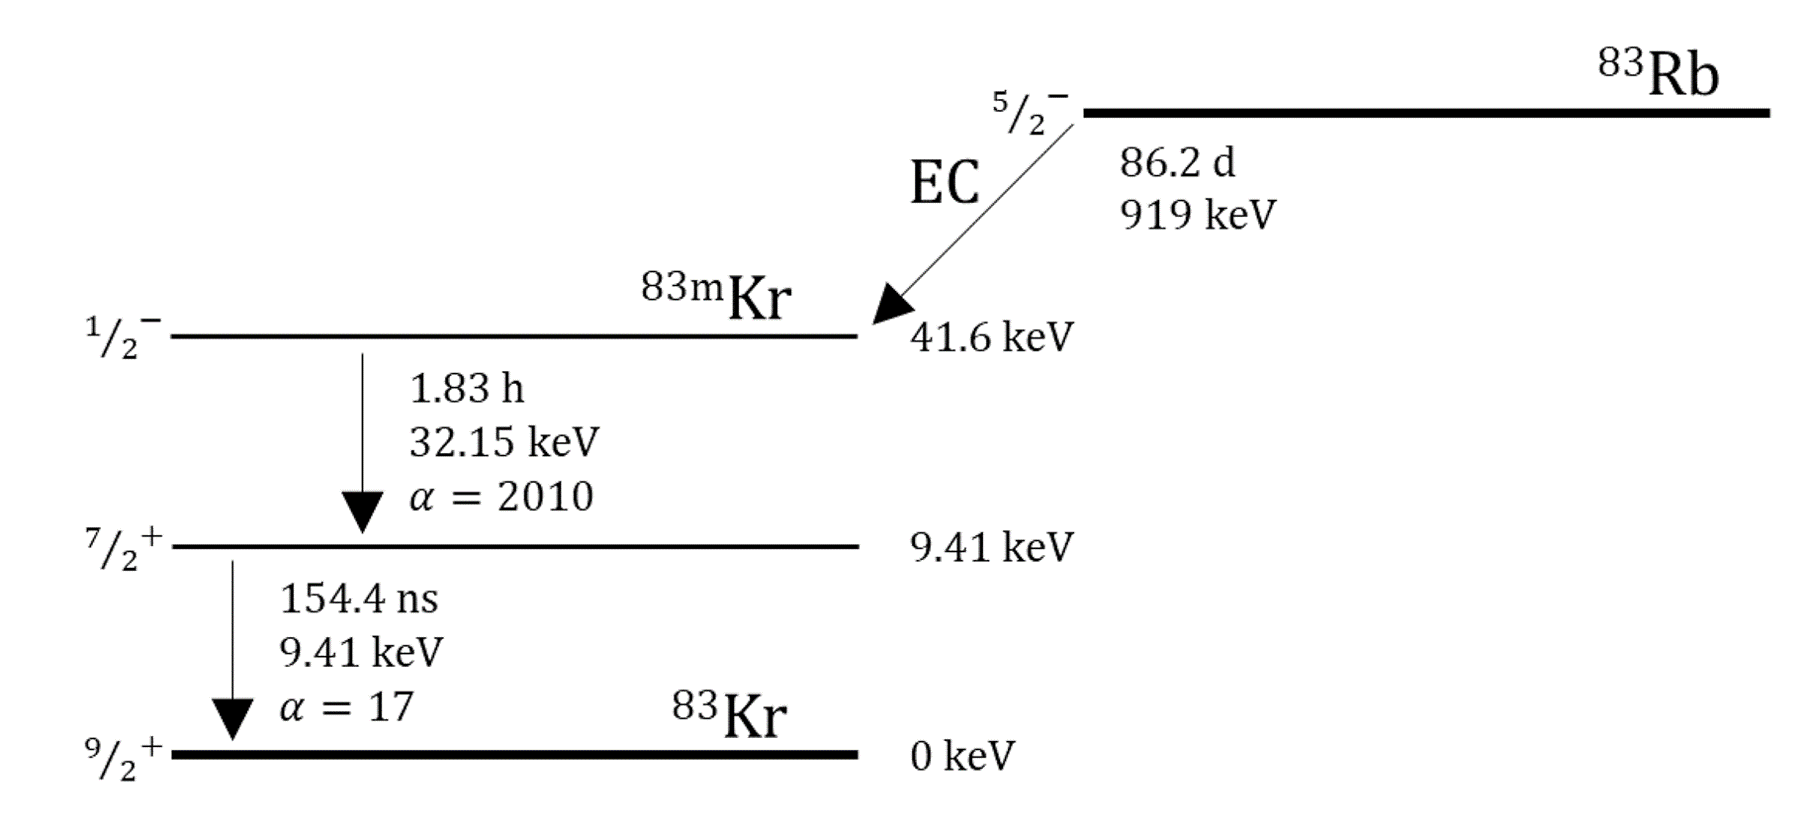 ⁸³Rb
⁵/₂⁻
86.2 d
919 keV
EC
⁸³ᵐKr
¹/₂⁻
41.6 keV
1.83 h
32.15 keV
α = 2010
⁷/₂⁺
9.41 keV
154.4 ns
9.41 keV
α = 17
⁸³Kr
⁹/₂⁺
0 keV